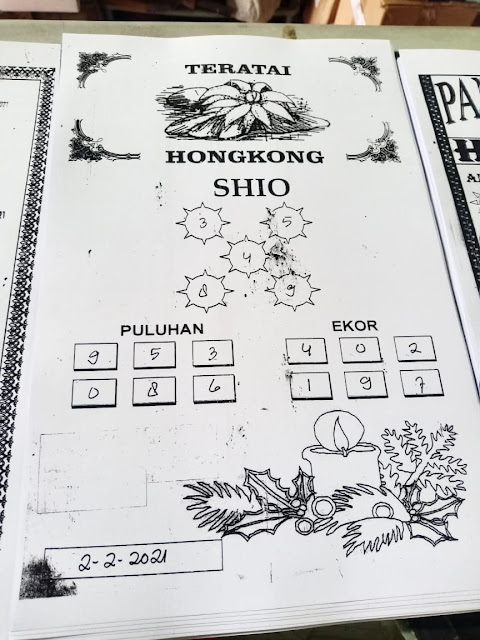 TERATAI
HONGKONG
SHIO
3 5
4
8 9
PULUHAN EKOR
9 5 3 4 0 2
0 8 6 1 9 7
2-2-2021
PA
H
A